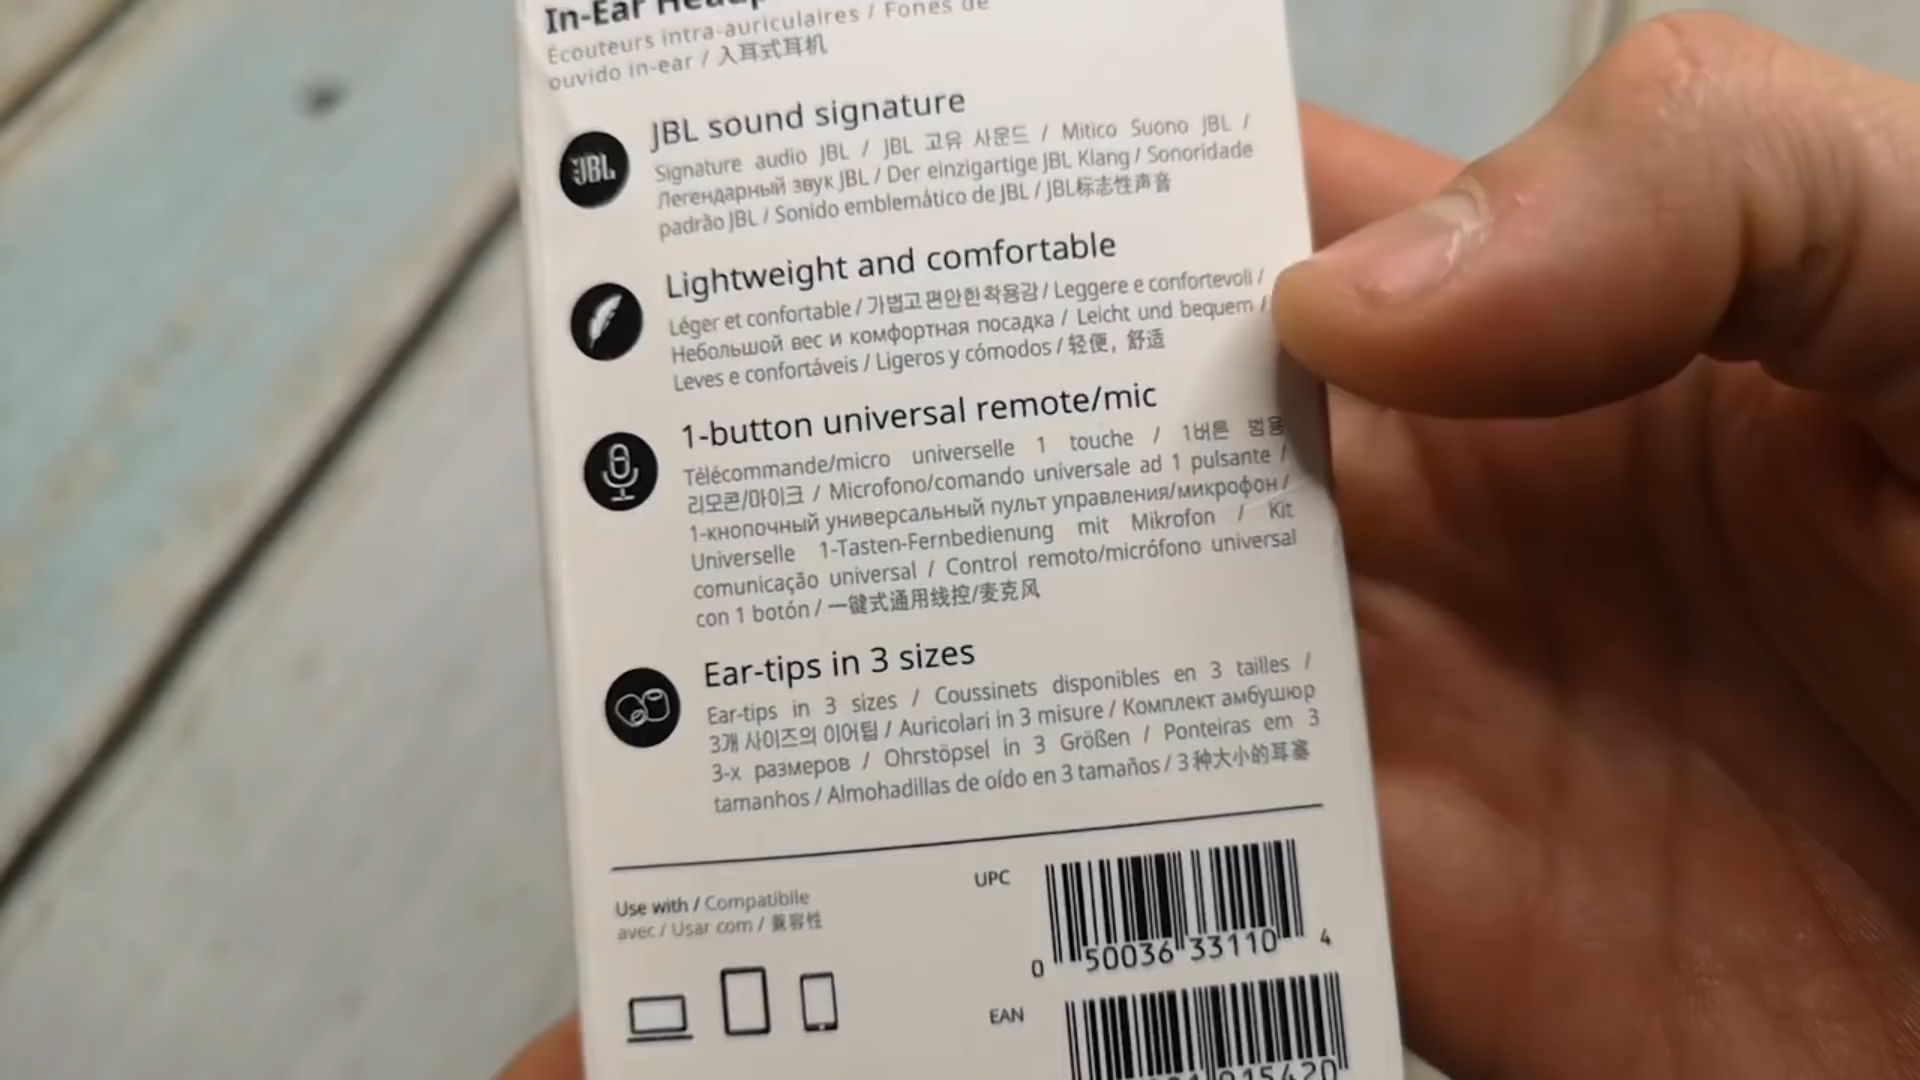 In-Ear
Écouteurs intra-auriculaires / Fones de
ouvido in-ear / 入耳式耳机
JBL
JBL sound signature
Signature audio JBL / JBL 고유 사운드 / Mitico Suono JBL /
Легендарный звук JBL / Der einzigartige JBL Klang / Sonoridade
padrão JBL / Sonido emblemático de JBL / JBL标志性声音
Lightweight and comfortable
Léger et confortable / 가볍고 편안한 착용감 / Leggere e confortevoli /
Небольшой вес и комфортная посадка / Leicht und bequem /
Leves e confortáveis / Ligeros y cómodos / 轻便，舒适
1-button universal remote/mic
Télécommande/micro universelle 1 touche / 1버튼 범용
리모콘/마이크 / Microfono/comando universale ad 1 pulsante /
1-кнопочный универсальный пульт управления/микрофон /
Universelle 1-Tasten-Fernbedienung mit Mikrofon / Kit
comunicação universal / Control remoto/micrófono universal
con 1 botón / 一键式通用线控/麦克风
Ear-tips in 3 sizes
Ear-tips in 3 sizes / Coussinets disponibles en 3 tailles /
3개 사이즈의 이어팁 / Auricolari in 3 misure / Комплект амбушюр
3-х размеров / Ohrstöpsel in 3 Größen / Ponteiras em 3
tamanhos / Almohadillas de oído en 3 tamaños / 3种大小的耳塞
Use with / Compatibile
avec / Usar com / 兼容性
UPC
0 50036 33110 4
EAN
915420